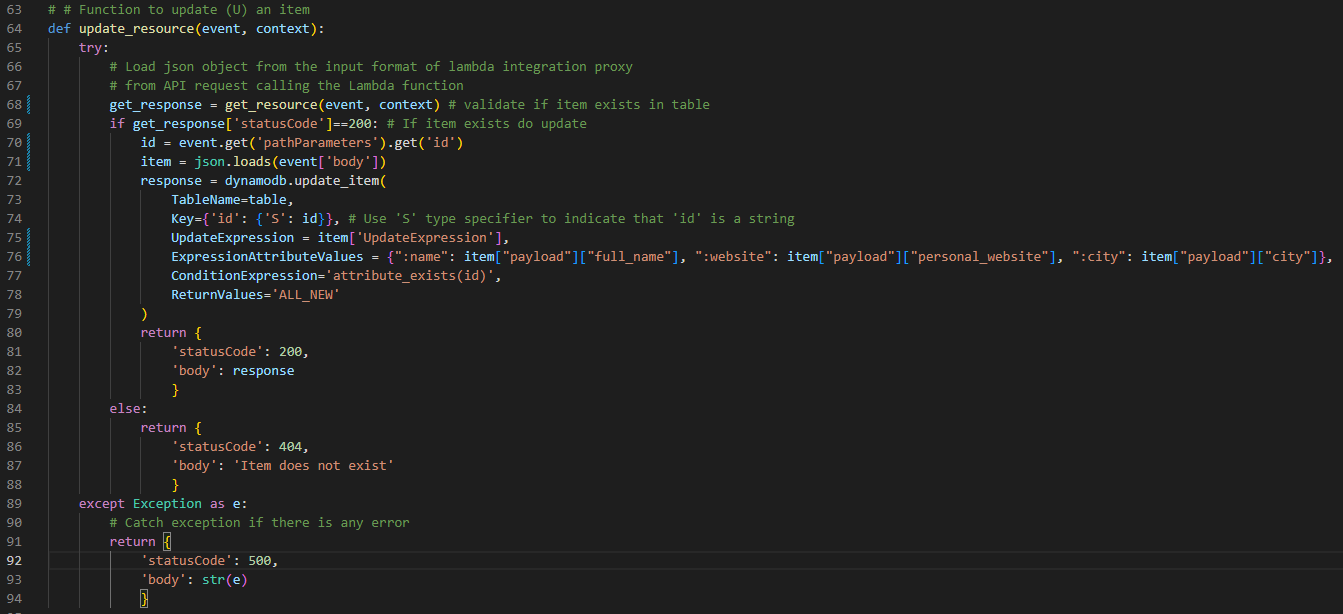 63 # # Function to update (U) an item
64 def update_resource(event, context):
65     try:
66         # Load json object from the input format of lambda integration proxy
67         # from API request calling the Lambda function
68         get_response = get_resource(event, context) # validate if item exists in table
69         if get_response['statusCode']==200: # If item exists do update
70             id = event.get('pathParameters').get('id')
71             item = json.loads(event['body'])
72             response = dynamodb.update_item(
73                 TableName=table,
74                 Key={'id': {'S': id}}, # Use 'S' type specifier to indicate that 'id' is a string
75                 UpdateExpression = item['UpdateExpression'],
76                 ExpressionAttributeValues = {":name": item["payload"]["full_name"], ":website": item["payload"]["personal_website"], ":city": item["payload"]["city"]},
77                 ConditionExpression='attribute_exists(id)',
78                 ReturnValues='ALL_NEW'
79             )
80             return {
81                 'statusCode': 200,
82                 'body': response
83                 }
84         else:
85             return {
86                 'statusCode': 404,
87                 'body': 'Item does not exist'
88                 }
89     except Exception as e:
90         # Catch exception if there is any error
91         return {
92             'statusCode': 500,
93             'body': str(e)
94             }